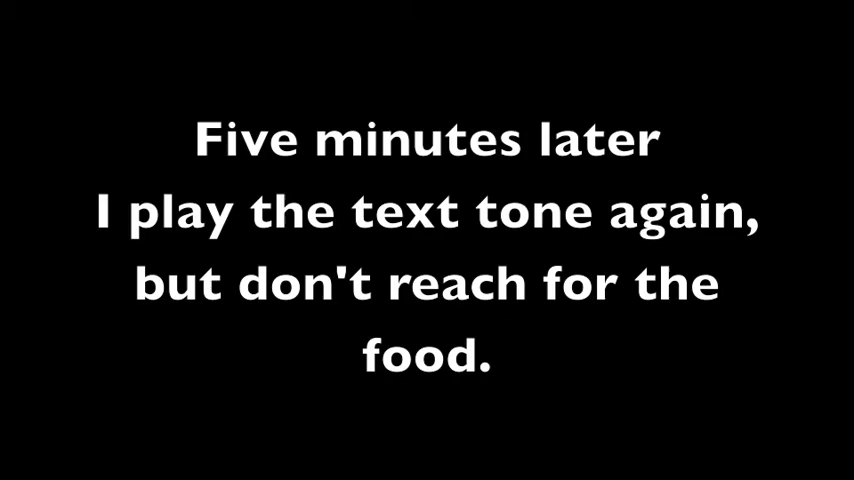 Five minutes later
I play the text tone again,
but don't reach for the
food.